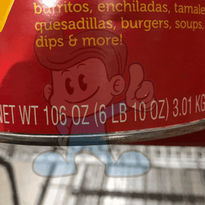 burritos, enchiladas, tamale
quesadillas, burgers, soups,
dips & more!
NET WT 106 OZ (6 LB 10 OZ) 3.01 KG